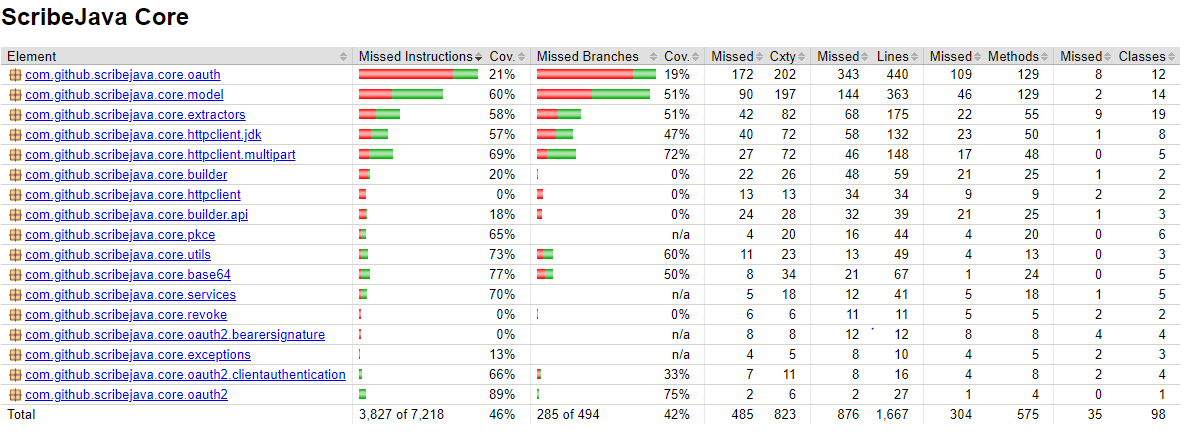 ScribeJava Core
Element Missed Instructions Cov. Missed Branches Cov. Missed Cxty Missed Lines Missed Methods Missed Classes
com.github.scribejava.core.oauth 21% 19% 172 202 343 440 109 129 8 12
com.github.scribejava.core.model 60% 51% 90 197 144 363 46 129 2 14
com.github.scribejava.core.extractors 58% 51% 42 82 68 175 22 55 9 19
com.github.scribejava.core.httpclient.jdk 57% 47% 40 72 58 132 23 50 1 8
com.github.scribejava.core.httpclient.multipart 69% 72% 27 72 46 148 17 48 0 5
com.github.scribejava.core.builder 20% 0% 22 26 48 59 21 25 1 2
com.github.scribejava.core.httpclient 0% 0% 13 13 34 34 9 9 2 2
com.github.scribejava.core.builder.api 18% 0% 24 28 32 39 21 25 1 3
com.github.scribejava.core.pkce 65% n/a 4 20 16 44 4 20 0 6
com.github.scribejava.core.utils 73% 60% 11 23 13 49 4 13 0 3
com.github.scribejava.core.base64 77% 50% 8 34 21 67 1 24 0 5
com.github.scribejava.core.services 70% n/a 5 18 12 41 5 18 1 5
com.github.scribejava.core.revoke 0% 0% 6 6 11 11 5 5 2 2
com.github.scribejava.core.oauth2.bearersignature 0% n/a 8 8 12 12 8 8 4 4
com.github.scribejava.core.exceptions 13% n/a 4 5 8 10 4 5 2 3
com.github.scribejava.core.oauth2.clientauthentication 66% 33% 7 11 8 16 4 8 2 4
com.github.scribejava.core.oauth2 89% 75% 2 6 2 27 1 4 0 1
Total 3,827 of 7,218 46% 285 of 494 42% 485 823 876 1,667 304 575 35 98